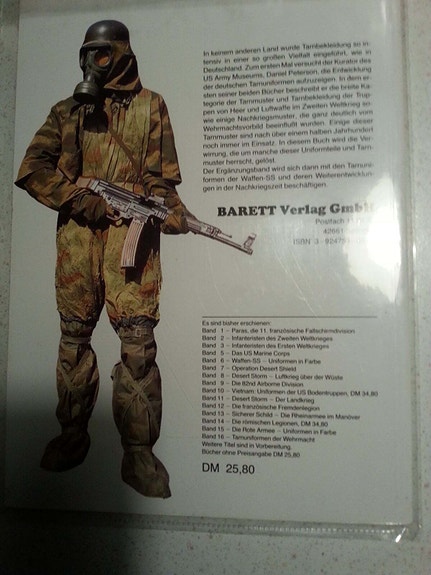 In keinem anderen Land wurde Tarnbekleidung so in-
tensiv in einer so großen Vielfalt eingeführt, wie in
Deutschland. Zum ersten Mal versucht der Kurator des
US Army Museums, Daniel Peterson, die Entwicklung
der deutschen Tarnuniformen aufzuzeigen. In dem er-
sten seiner beiden Bücher beschreibt er die breite Ka-
tegorie der Tarnmuster und Tarnbekleidung der Trup-
pen von Heer und Luftwaffe im Zweiten Weltkrieg so-
wie einige Nachkriegsmuster, die ganz deutlich vom
Wehrmachtsvorbild beeinflußt wurden. Einige dieser
Tarnmuster sind nach über einem halben Jahrhundert
noch immer im Einsatz. In diesem Buch wird die Ver-
wirrung, die um manche dieser Uniformteile und Tarn-
muster herrscht, gelöst.
Der Ergänzungsband wird sich dann mit den Tarnuni-
formen der Waffen-SS und deren Weiterentwicklun-
gen in der Nachkriegszeit beschäftigen.
BARETT Verlag GmbH
Postfach
ISBN 3-924753-
Es sind bisher erschienen:
Band 1 – Paras, die 11. französische Fallschirmdivision
Band 2 – Infanteristen des Zweiten Weltkrieges
Band 3 – Infanteristen des Ersten Weltkrieges
Band 5 – Das US Marine Corps
Band 6 – Waffen-SS – Uniformen in Farbe
Band 7 – Operation Desert Shield
Band 8 – Desert Storm – Luftkrieg über der Wüste
Band 9 – Die 82nd Airborne Division
Band 10 – Vietnam: Uniformen der US Bodentruppen, DM 34,80
Band 11 – Desert Storm – Der Landkrieg
Band 12 – Die französische Fremdenlegion
Band 13 – Sicherer Schild – Die Rheinarmee im Manöver
Band 14 – Die römischen Legionen, DM 34,80
Band 15 – Die Rote Armee – Uniformen in Farbe
Band 16 – Tarnuniformen der Wehrmacht
Weitere Titel sind in Vorbereitung
Bücher ohne Preisangabe DM 25,80
DM 25,80